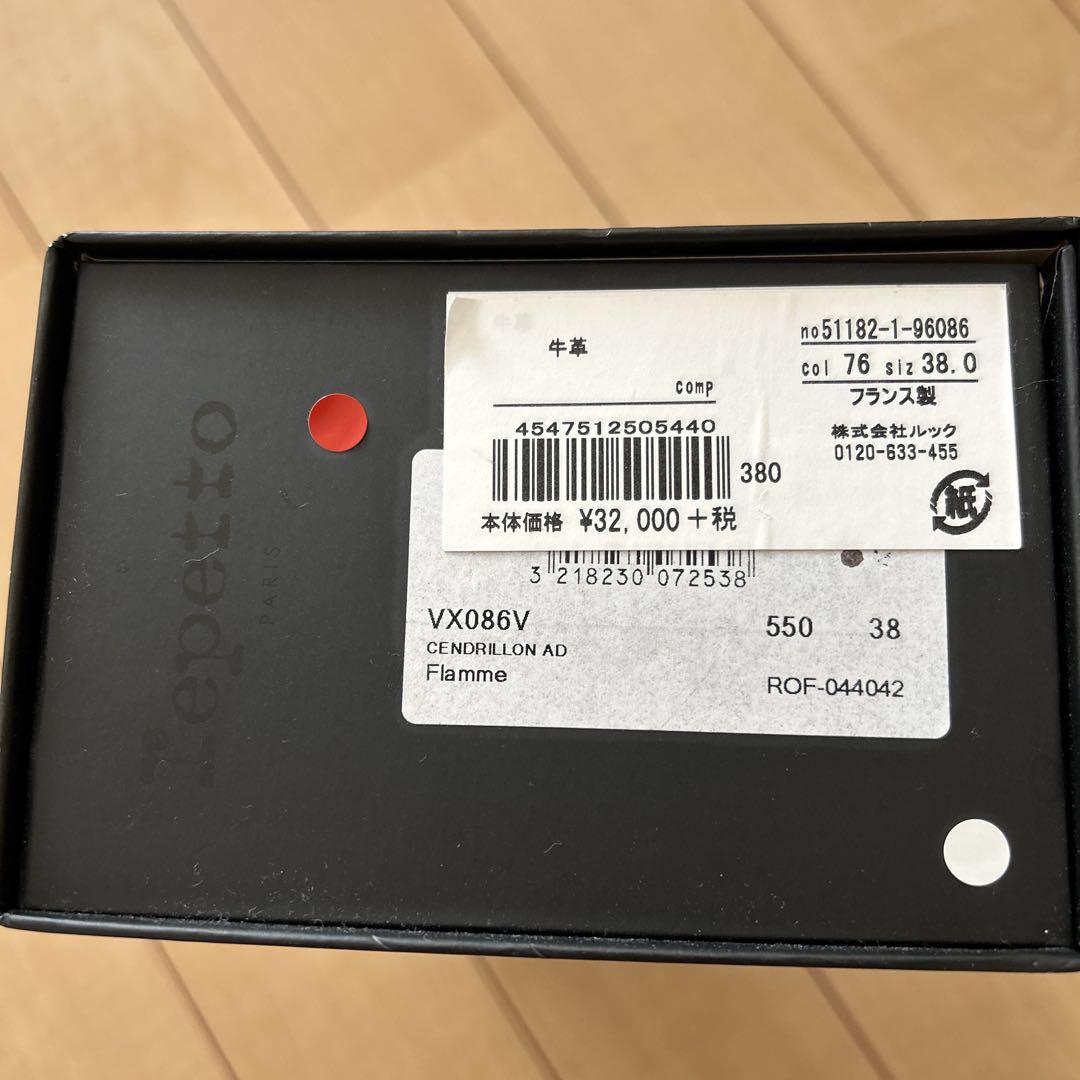 repetto
PARIS
牛革
牛革
comp
no51182-1-96086
col 76 siz 38.0
フランス製
株式会社ルック
0120-633-455
紙
4547512505440
380
本体価格 ¥32,000+税
3 218230 072538
VX086V 550 38
CENDRILLON AD
Flamme
ROF-044042